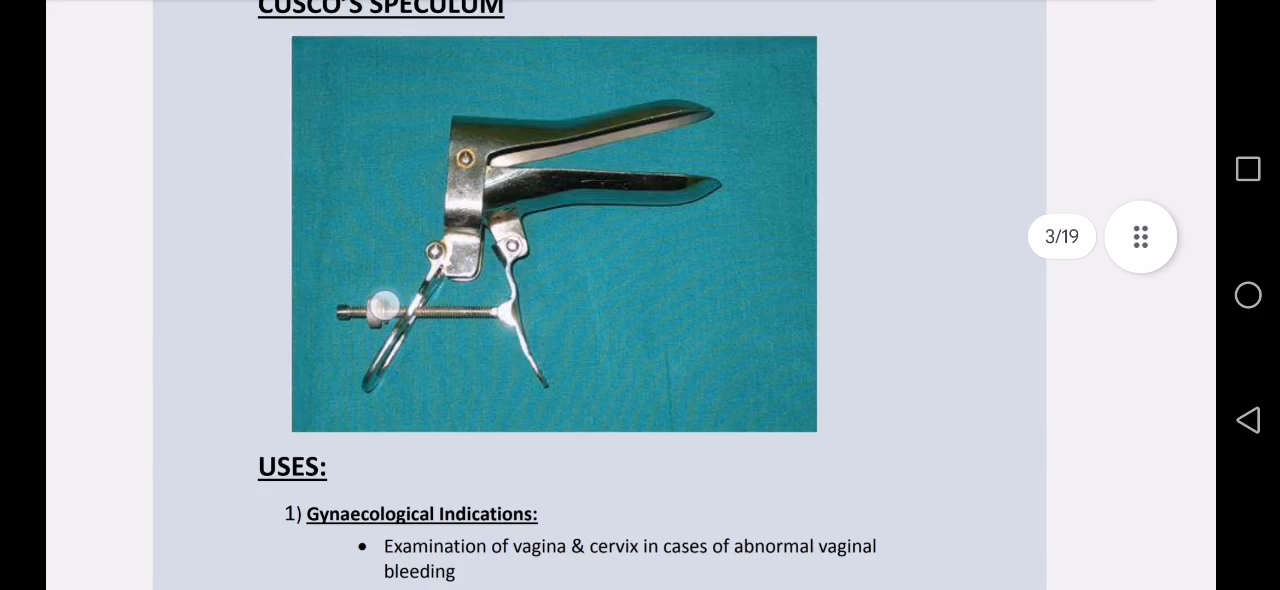 CUSCO'S SPECULUM
3/19
USES:
1) Gynaecological Indications:
• Examination of vagina & cervix in cases of abnormal vaginal
bleeding